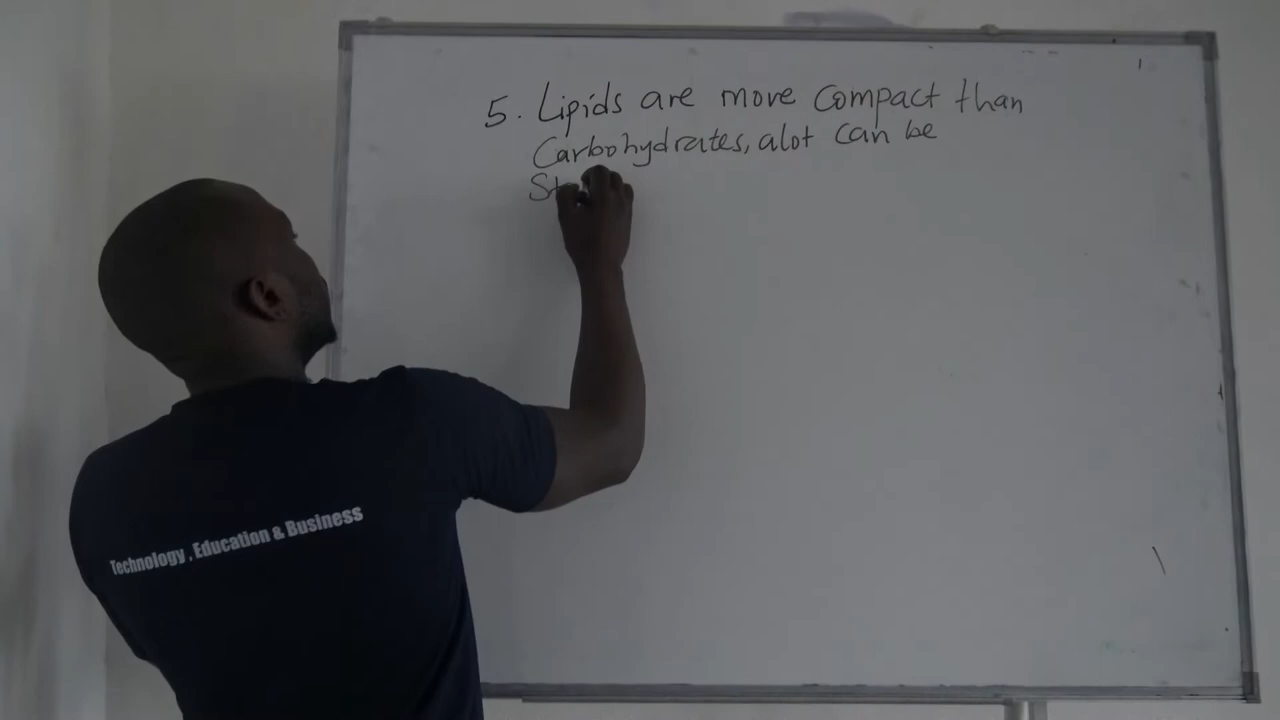 5. Lipids are more compact than
Carbohydrates, alot can be
Technology , Education & Business